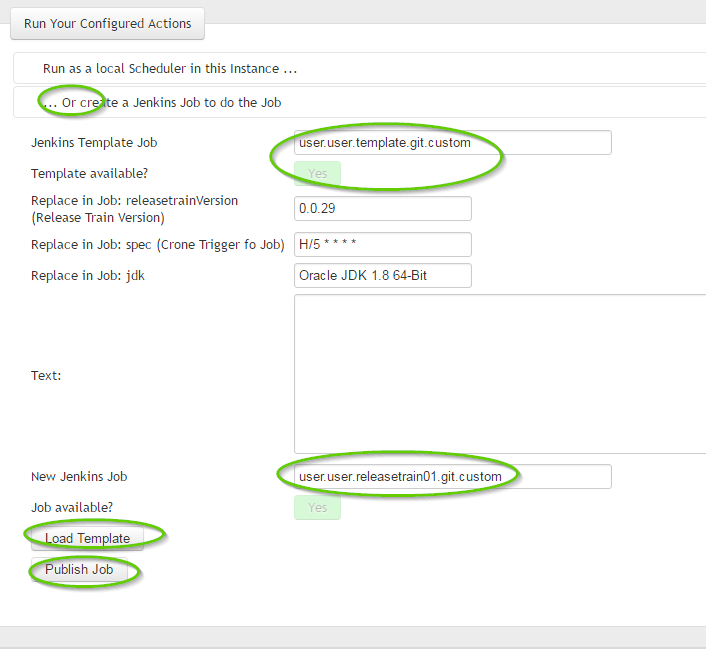 Run Your Configured Actions
Run as a local Scheduler in this Instance ...
... Or create a Jenkins Job to do the Job
Jenkins Template Job
user.user.template.git.custom
Template available?
Yes
Replace in Job: releasetrainVersion
(Release Train Version)
0.0.29
Replace in Job: spec (Crone Trigger fo Job)
H/5 * * * *
Replace in Job: jdk
Oracle JDK 1.8 64-Bit
Text:
New Jenkins Job
user.user.releasetrain01.git.custom
Job available?
Yes
Load Template
Publish Job